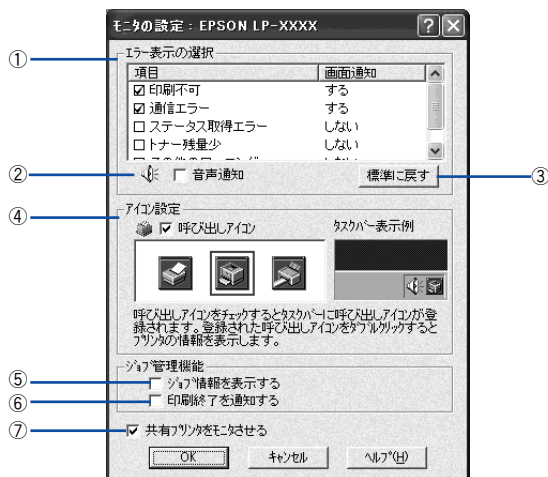 モニタの設定:EPSON LP-XXXX
① エラー表示の選択
項目 画面通知
印刷不可 する
通信エラー する
ステータス取得エラー しない
トナー残量少 しない
② 音声通知
標準に戻す ③
④ アイコン設定
呼び出しアイコン タスクバー表示例
呼び出しアイコンをチェックするとタスクバーに呼び出しアイコンが登
録されます。登録された呼び出しアイコンをダブルクリックすると
プリンタの情報を表示します。
ジョブ管理機能
⑤ ジョブ情報を表示する
⑥ 印刷終了を通知する
⑦ 共有プリンタをモニタさせる
OK キャンセル ヘルプ(H)